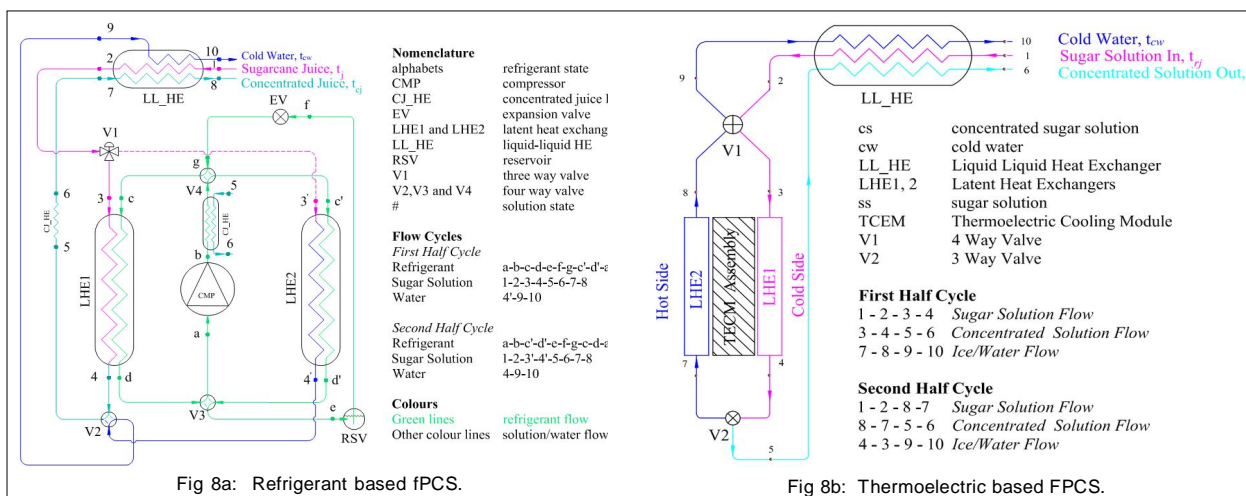 9
2
10
Cold Water, tcw
1
Sugarcane Juice, tj
8
Concentrated Juice, tcj
7
LL_HE
EV
f
V1
g
V4
5
6
CJ_HE
6
5
CJ_HE
3
c
3'
c'
b
CMP
a
LHE1
LHE2
4
d
4'
d'
V2
V3
e
RSV
Nomenclature
alphabets refrigerant state
CMP compressor
CJ_HE concentrated juice
EV expansion valve
LHE1 and LHE2 latent heat exchang
LL_HE liquid-liquid HE
RSV reservoir
V1 three way valve
V2,V3 and V4 four way valve
# solution state
Flow Cycles
First Half Cycle
Refrigerant a-b-c-d-e-f-g-c'-d'-a
Sugar Solution 1-2-3-4-5-6-7-8
Water 4'-9-10
Second Half Cycle
Refrigerant a-b-c'-d'-e-f-g-c-d-a
Sugar Solution 1-2-3'-4'-5-6-7-8
Water 4-9-10
Colours
Green lines refrigerant flow
Other colour lines solution/water flow
Fig 8a: Refrigerant based fPCS.
10
Cold Water, tcw
1
Sugar Solution In, trj
6
Concentrated Solution Out,
LL_HE
9
2
V1
8
3
Hot Side
LHE2
TECM Assembly
LHE1
Cold Side
7
4
V2
5
cs concentrated sugar solution
cw cold water
LL_HE Liquid Liquid Heat Exchanger
LHE1, 2 Latent Heat Exchangers
ss sugar solution
TCEM Thermoelectric Cooling Module
V1 4 Way Valve
V2 3 Way Valve
First Half Cycle
1 - 2 - 3 - 4 Sugar Solution Flow
3 - 4 - 5 - 6 Concentrated Solution Flow
7 - 8 - 9 - 10 Ice/Water Flow
Second Half Cycle
1 - 2 - 8 -7 Sugar Solution Flow
8 - 7 - 5 - 6 Concentrated Solution Flow
4 - 3 - 9 - 10 Ice/Water Flow
Fig 8b: Thermoelectric based FPCS.